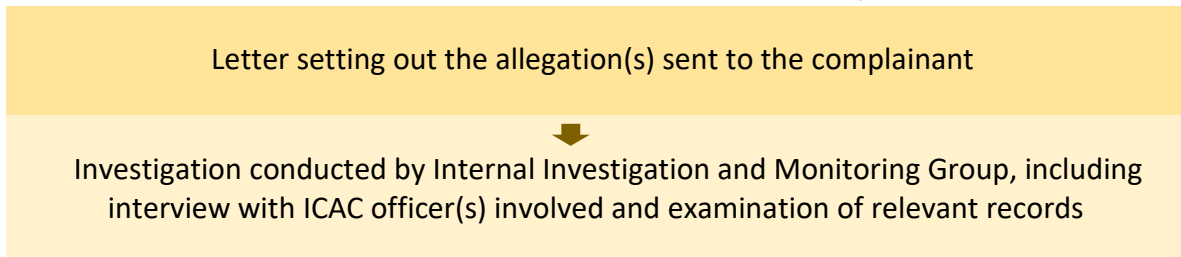 Letter setting out the allegation(s) sent to the complainant
Investigation conducted by Internal Investigation and Monitoring Group, including
interview with ICAC officer(s) involved and examination of relevant records